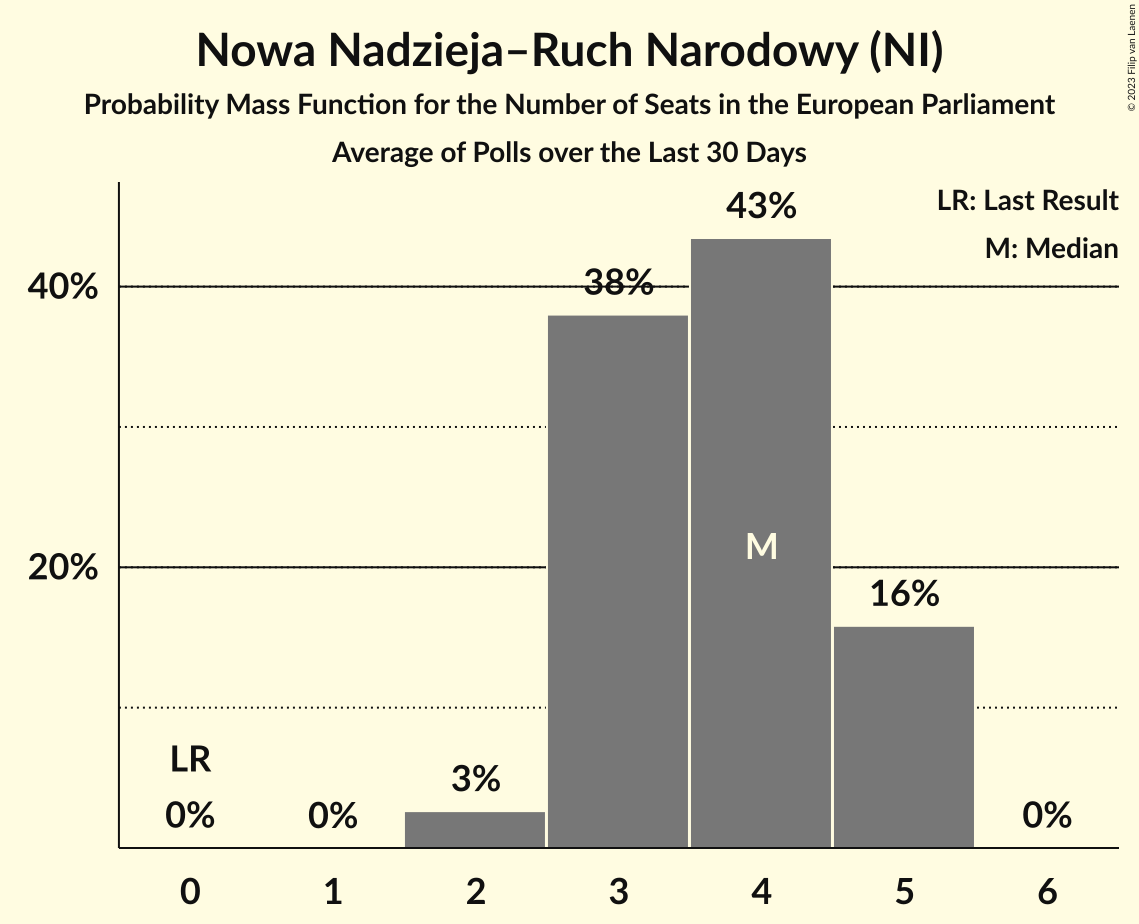 Nowa Nadzieja–Ruch Narodowy (NI)
Probability Mass Function for the Number of Seats in the European Parliament
Average of Polls over the Last 30 Days
© 2023 Filip van Laenen
LR: Last Result
M: Median
43%
40%
38%
M
20%
16%
LR
3%
0%
0%
0%
0 1 2 3 4 5 6